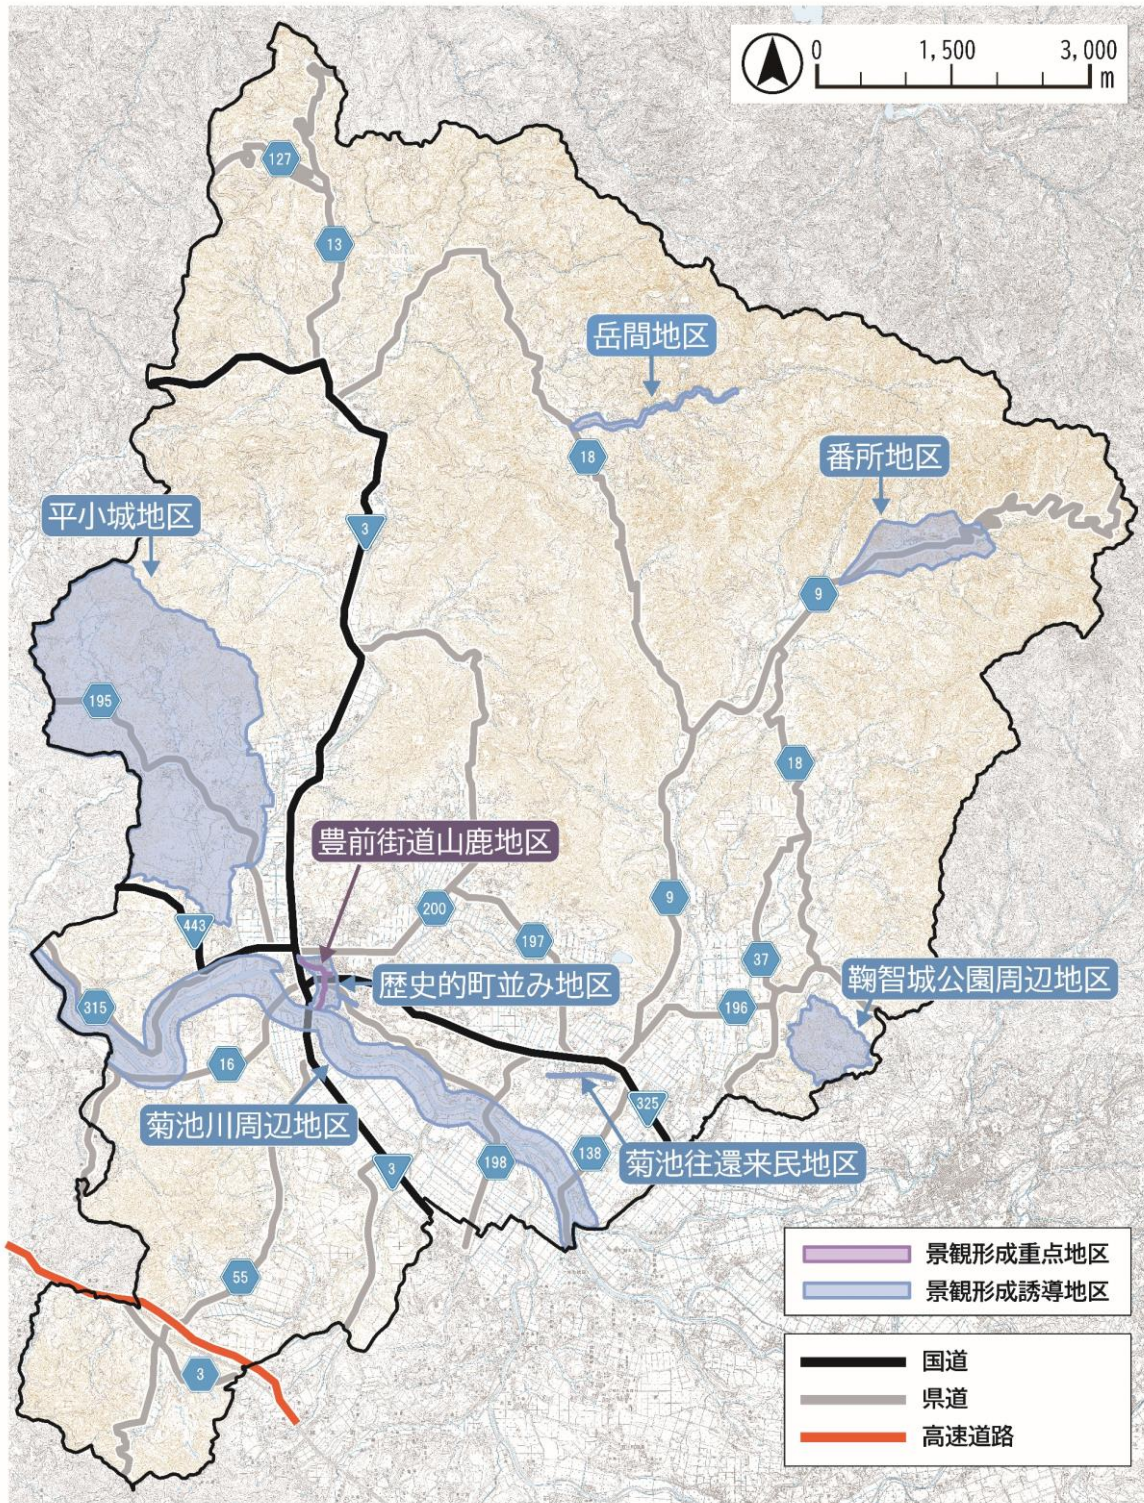 0 1,500 3,000
m
127
13
岳間地区
18
番所地区
平小城地区
3
9
195
18
豊前街道山鹿地区
200
9
443
197
37
歴史的町並み地区
鞠智城公園周辺地区
315
196
16
菊池川周辺地区
325
198
138
菊池往還来民地区
3
景観形成重点地区
55
景観形成誘導地区
国道
3
県道
高速道路